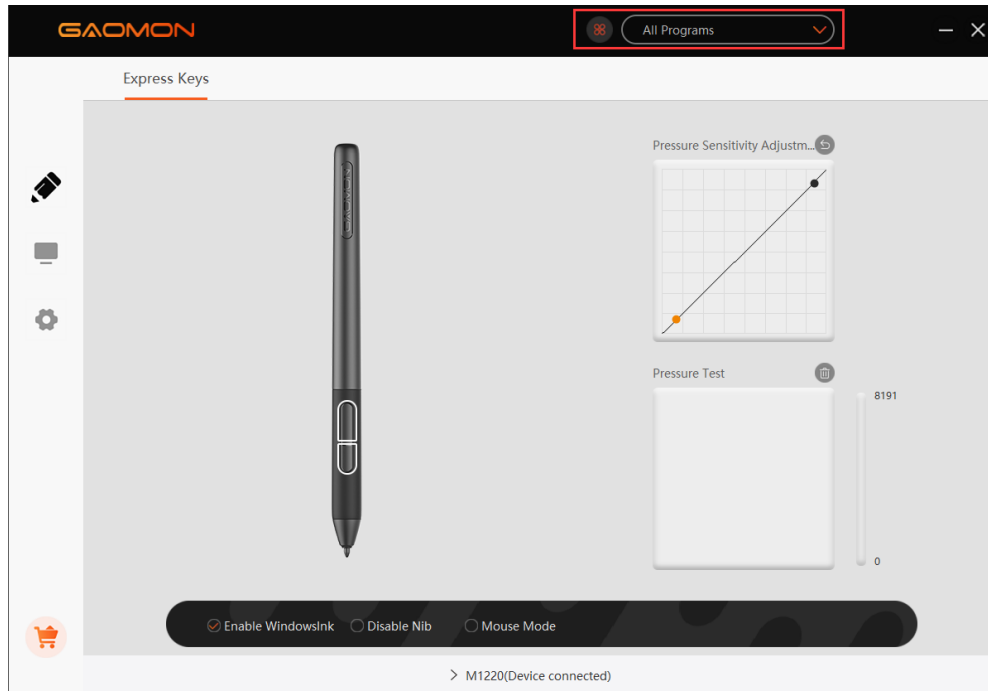 GAOMON
All Programs
Express Keys
GAOMON
Pressure Sensitivity Adjustm...
Pressure Test
8191
0
Enable WindowsInk
Disable Nib
Mouse Mode
M1220(Device connected)